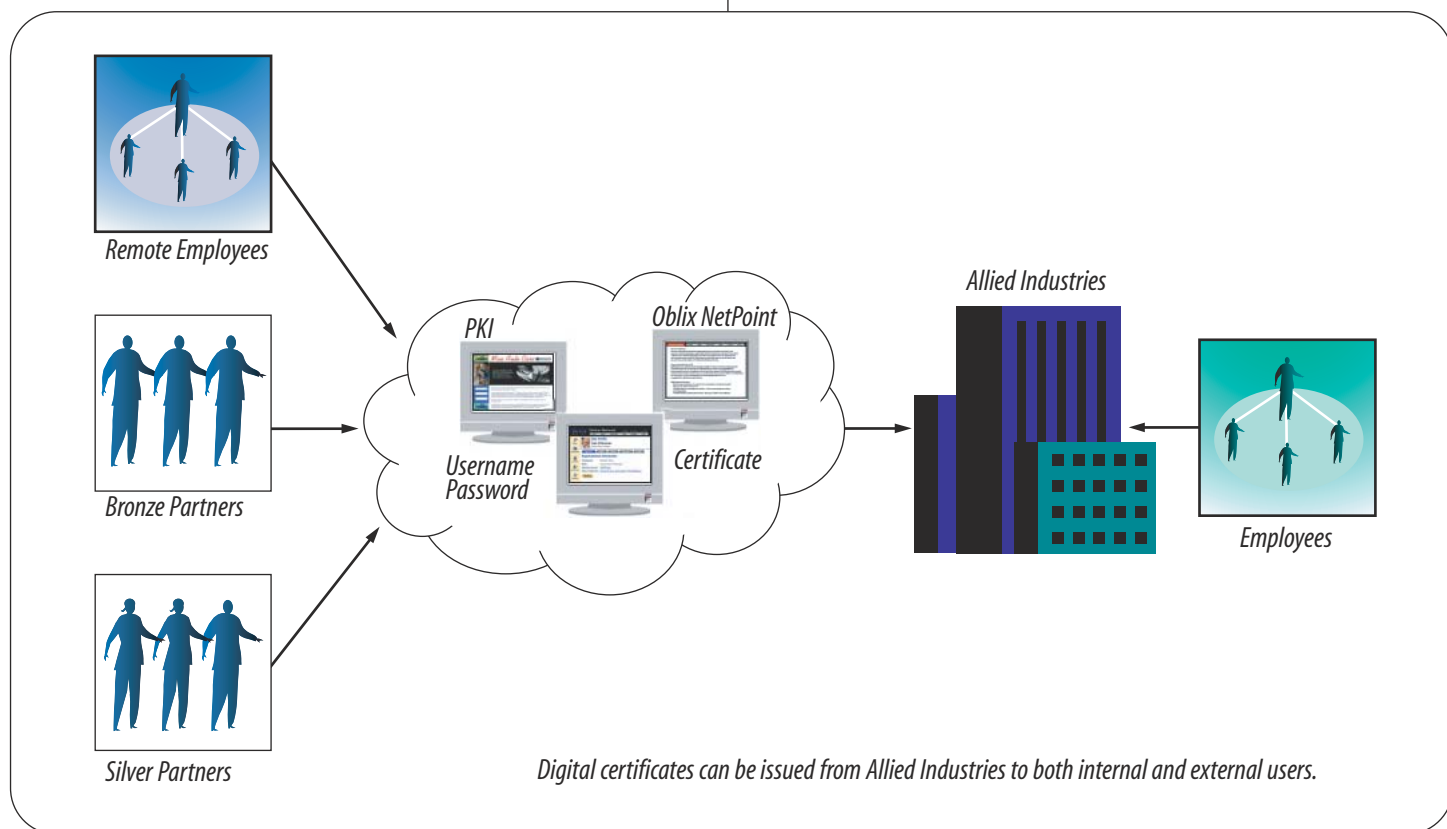 Remote Employees
Bronze Partners
Silver Partners
PKI
Oblix NetPoint
Username
Password
Certificate
Allied Industries
Employees
Digital certificates can be issued from Allied Industries to both internal and external users.